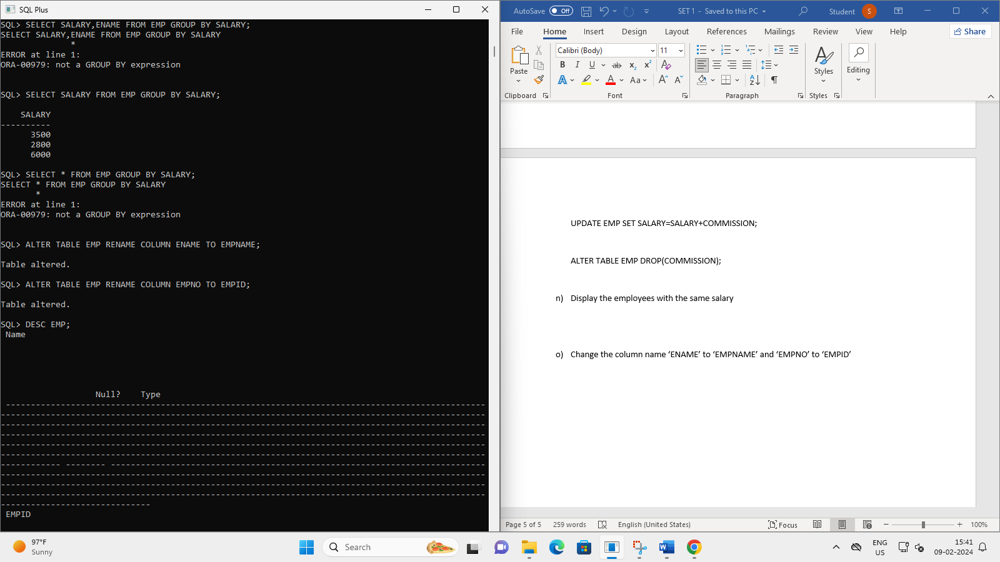 SQL Plus
SQL> SELECT SALARY,ENAME FROM EMP GROUP BY SALARY;
SELECT SALARY,ENAME FROM EMP GROUP BY SALARY
*
ERROR at line 1:
ORA-00979: not a GROUP BY expression
SQL> SELECT SALARY FROM EMP GROUP BY SALARY;
SALARY
----------
3500
2800
6000
SQL> SELECT * FROM EMP GROUP BY SALARY;
SELECT * FROM EMP GROUP BY SALARY
*
ERROR at line 1:
ORA-00979: not a GROUP BY expression
SQL> ALTER TABLE EMP RENAME COLUMN ENAME TO EMPNAME;
Table altered.
SQL> ALTER TABLE EMP RENAME COLUMN EMPNO TO EMPID;
Table altered.
SQL> DESC EMP;
Name
Null? Type
EMPID
AutoSave Off SET 1 - Saved to this PC Student S
File Home Insert Design Layout References Mailings Review View Help Share
Calibri (Body) 11
Paste
B I U ab x₂ x²
A A Aa A A
Styles
Editing
Clipboard Font Paragraph Styles
UPDATE EMP SET SALARY=SALARY+COMMISSION;
ALTER TABLE EMP DROP(COMMISSION);
n) Display the employees with the same salary
o) Change the column name ‘ENAME’ to ‘EMPNAME’ and ‘EMPNO’ to ‘EMPID’
Page 5 of 5 259 words English (United States) Focus 100%
97°F
Sunny
Search
ENG
US
15:41
09-02-2024